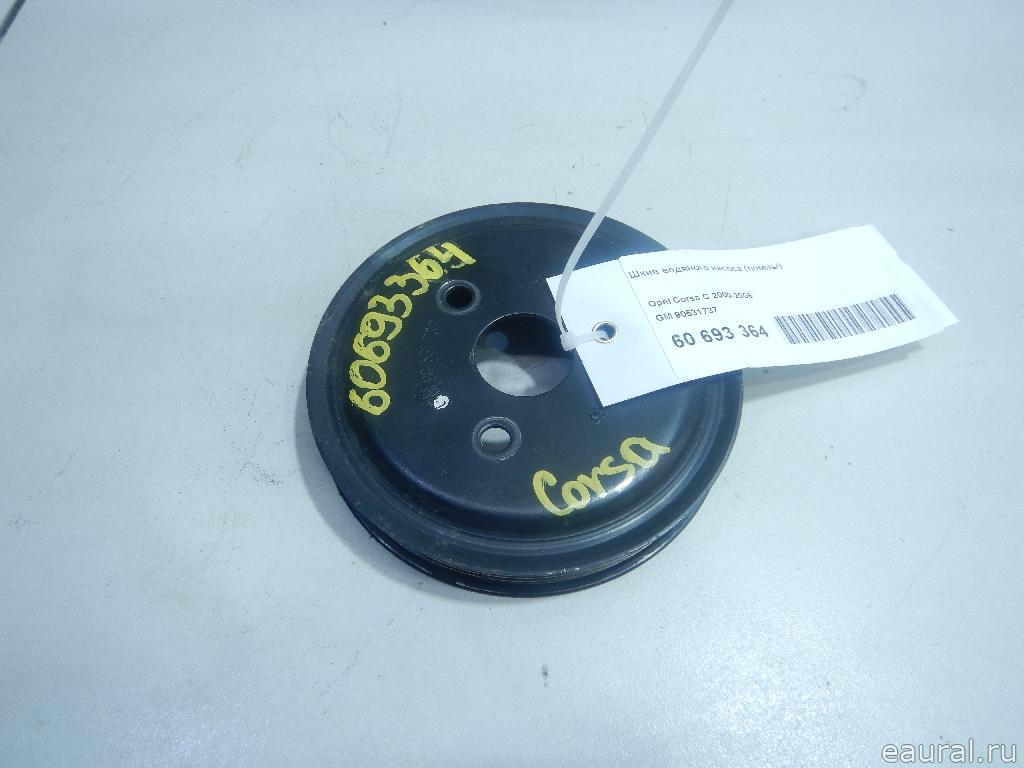 60693364
Шкив водяного насоса (помпы)
Opel Corsa C 2000-2006
GM 90531737
60 693 364
Corsa
eaural.ru